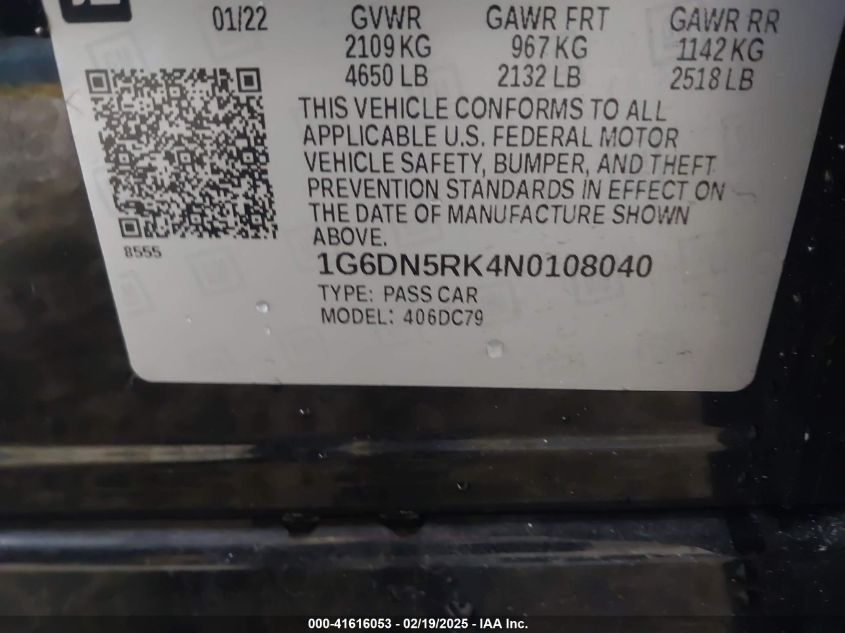 01/22 GVWR GAWR FRT GAWR RR
2109 KG 967 KG 1142 KG
4650 LB 2132 LB 2518 LB
THIS VEHICLE CONFORMS TO ALL
APPLICABLE U.S. FEDERAL MOTOR
VEHICLE SAFETY, BUMPER, AND THEFT
PREVENTION STANDARDS IN EFFECT ON
THE DATE OF MANUFACTURE SHOWN
ABOVE.
8555
1G6DN5RK4N0108040
TYPE: PASS CAR
MODEL: 406DC79
000-41616053 - 02/19/2025 - IAA Inc.